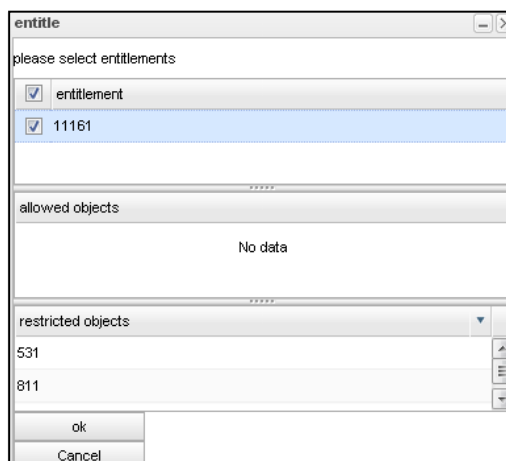 entitle
please select entitlements
entitlement
11161
allowed objects
No data
restricted objects
531
811
ok
Cancel